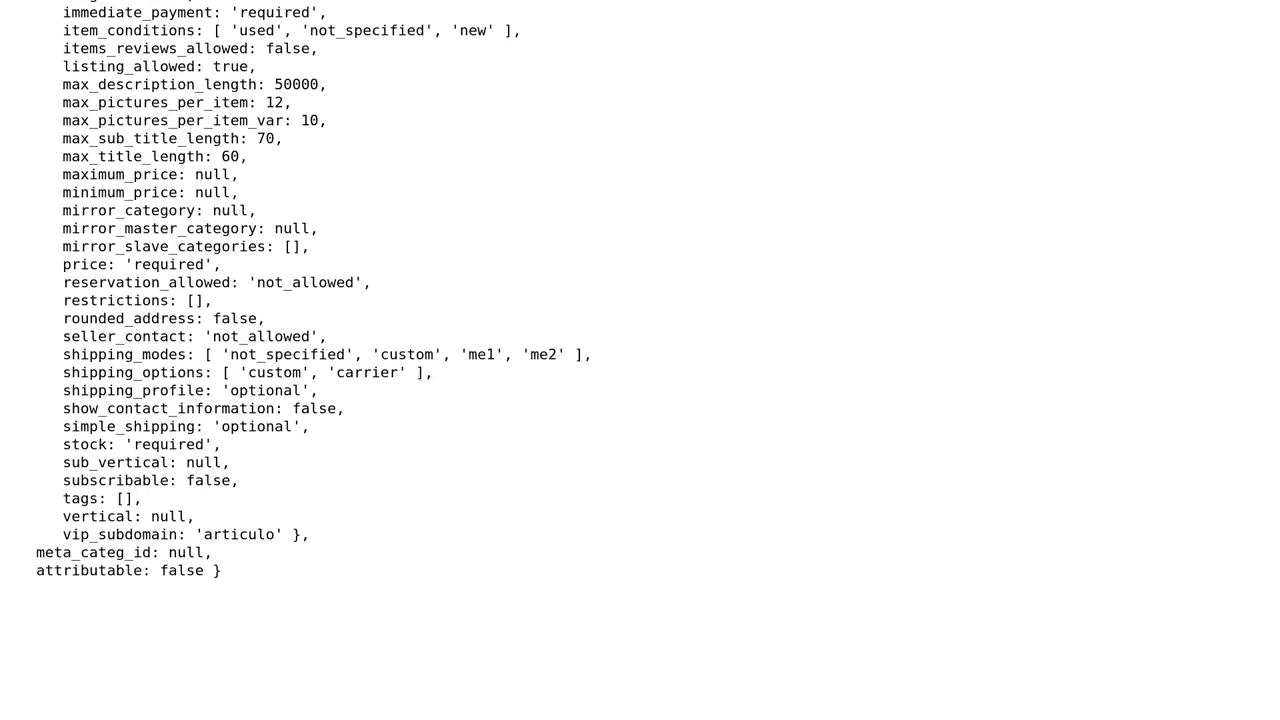 immediate_payment: 'required',
item_conditions: [ 'used', 'not_specified', 'new' ],
items_reviews_allowed: false,
listing_allowed: true,
max_description_length: 50000,
max_pictures_per_item: 12,
max_pictures_per_item_var: 10,
max_sub_title_length: 70,
max_title_length: 60,
maximum_price: null,
minimum_price: null,
mirror_category: null,
mirror_master_category: null,
mirror_slave_categories: [],
price: 'required',
reservation_allowed: 'not_allowed',
restrictions: [],
rounded_address: false,
seller_contact: 'not_allowed',
shipping_modes: [ 'not_specified', 'custom', 'me1', 'me2' ],
shipping_options: [ 'custom', 'carrier' ],
shipping_profile: 'optional',
show_contact_information: false,
simple_shipping: 'optional',
stock: 'required',
sub_vertical: null,
subscribable: false,
tags: [],
vertical: null,
vip_subdomain: 'articulo' },
meta_categ_id: null,
attributable: false }